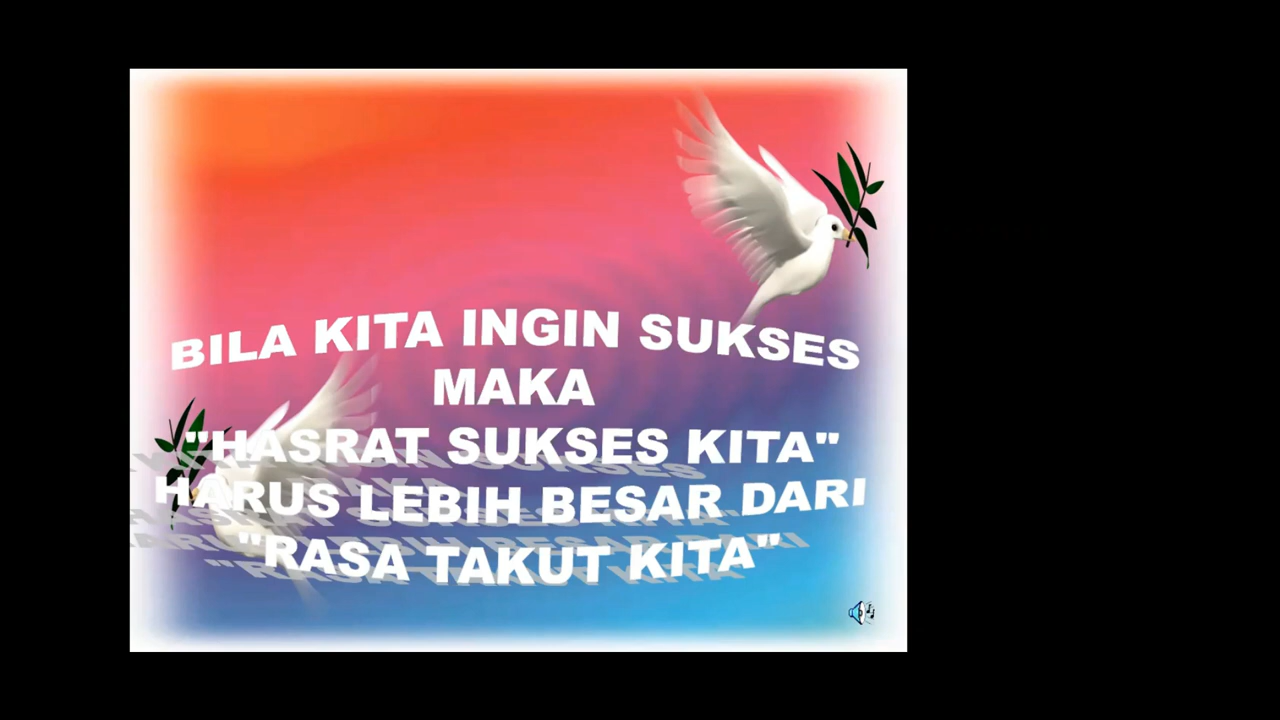 BILA KITA INGIN SUKSES
MAKA
"HASRAT SUKSES KITA"
HARUS LEBIH BESAR DARI
"RASA TAKUT KITA"